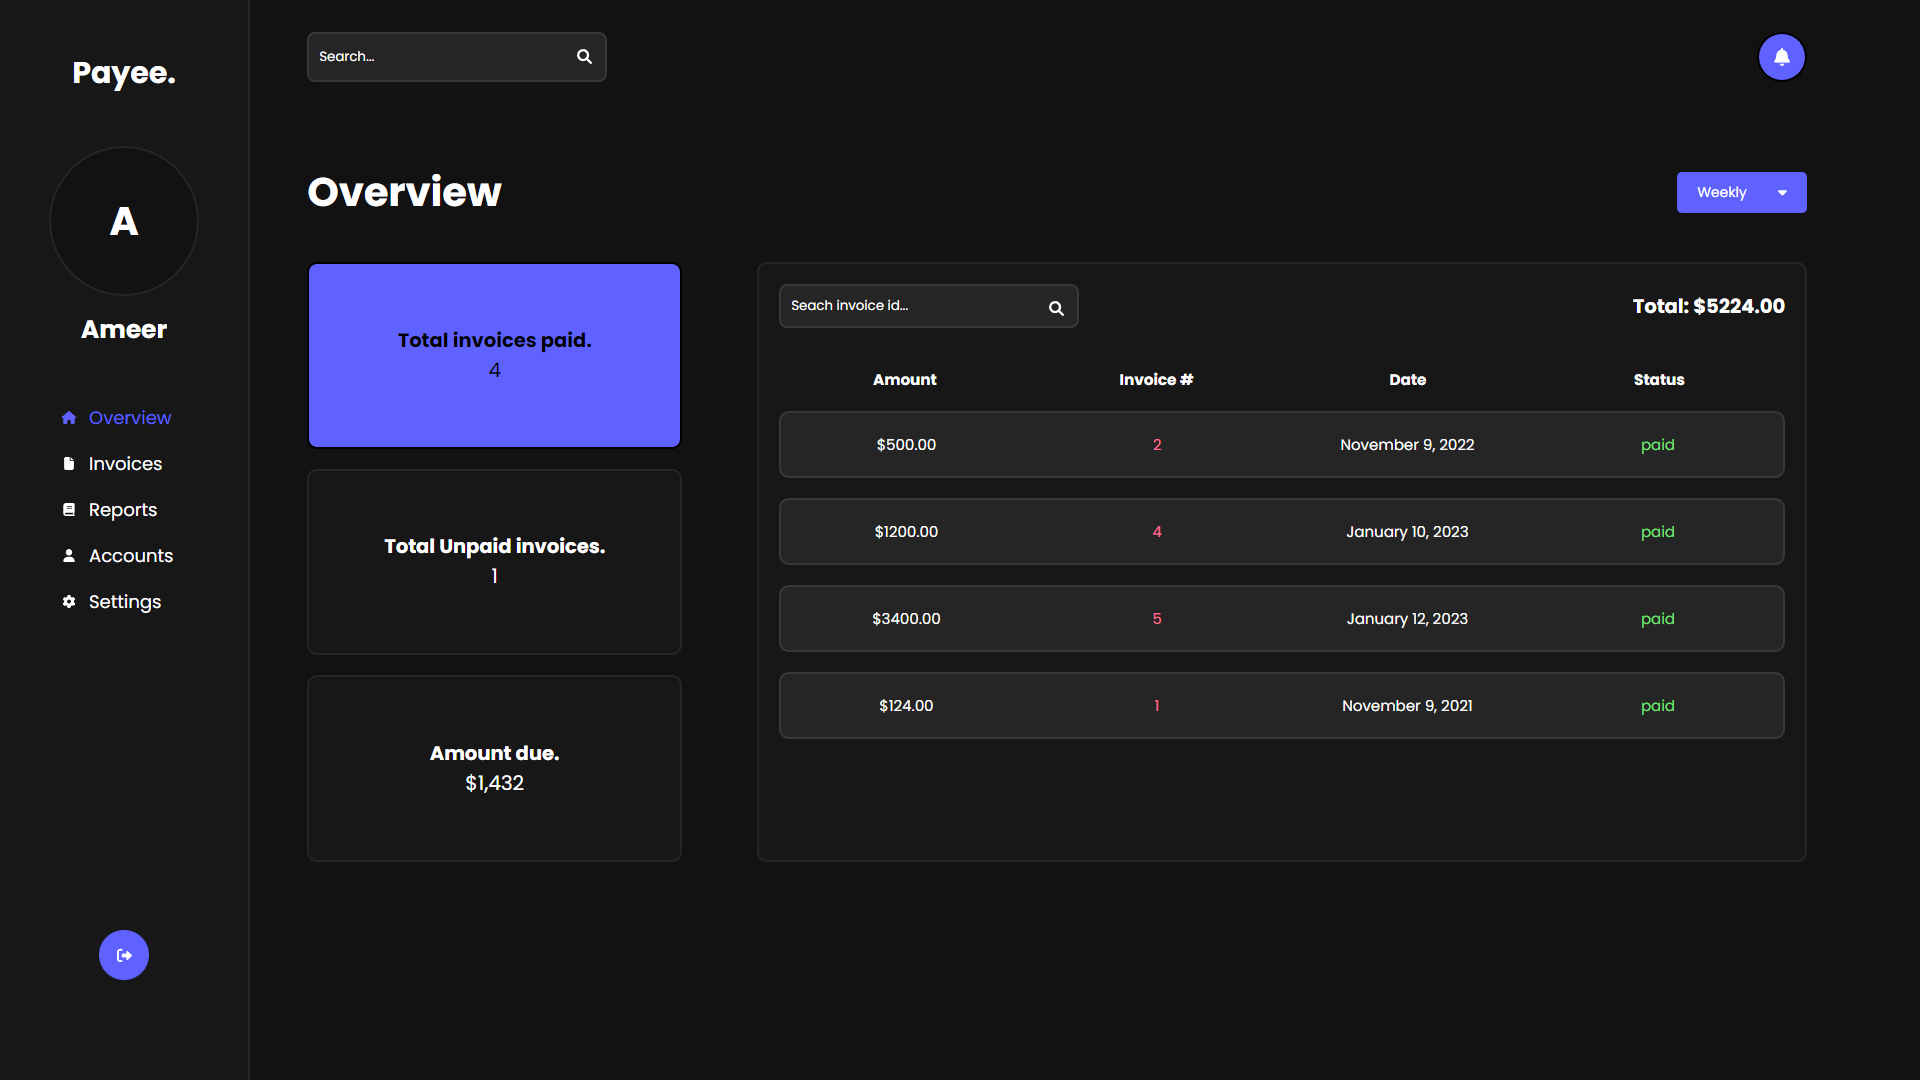 Payee.
A
Ameer
Overview
Invoices
Reports
Accounts
Settings
Search...
Overview
Weekly
Total invoices paid.
4
Total Unpaid invoices.
1
Amount due.
$1,432
Seach invoice id...
Total: $5224.00
Amount Invoice # Date Status
$500.00 2 November 9, 2022 paid
$1200.00 4 January 10, 2023 paid
$3400.00 5 January 12, 2023 paid
$124.00 1 November 9, 2021 paid